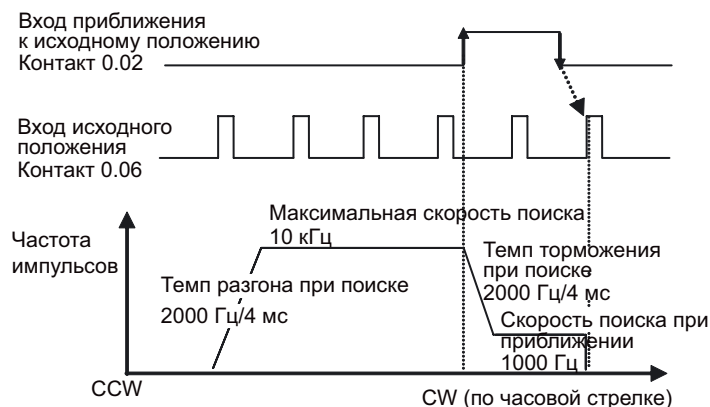 Вход приближения
к исходному положению
Контакт 0.02
Вход исходного
положения
Контакт 0.06
Максимальная скорость поиска
10 кГц
Частота
импульсов
Темп разгона при поиске
2000 Гц/4 мс
Темп торможения
при поиске
2000 Гц/4 мс
Скорость поиска при
приближении
1000 Гц
CCW
CW (по часовой стрелке)